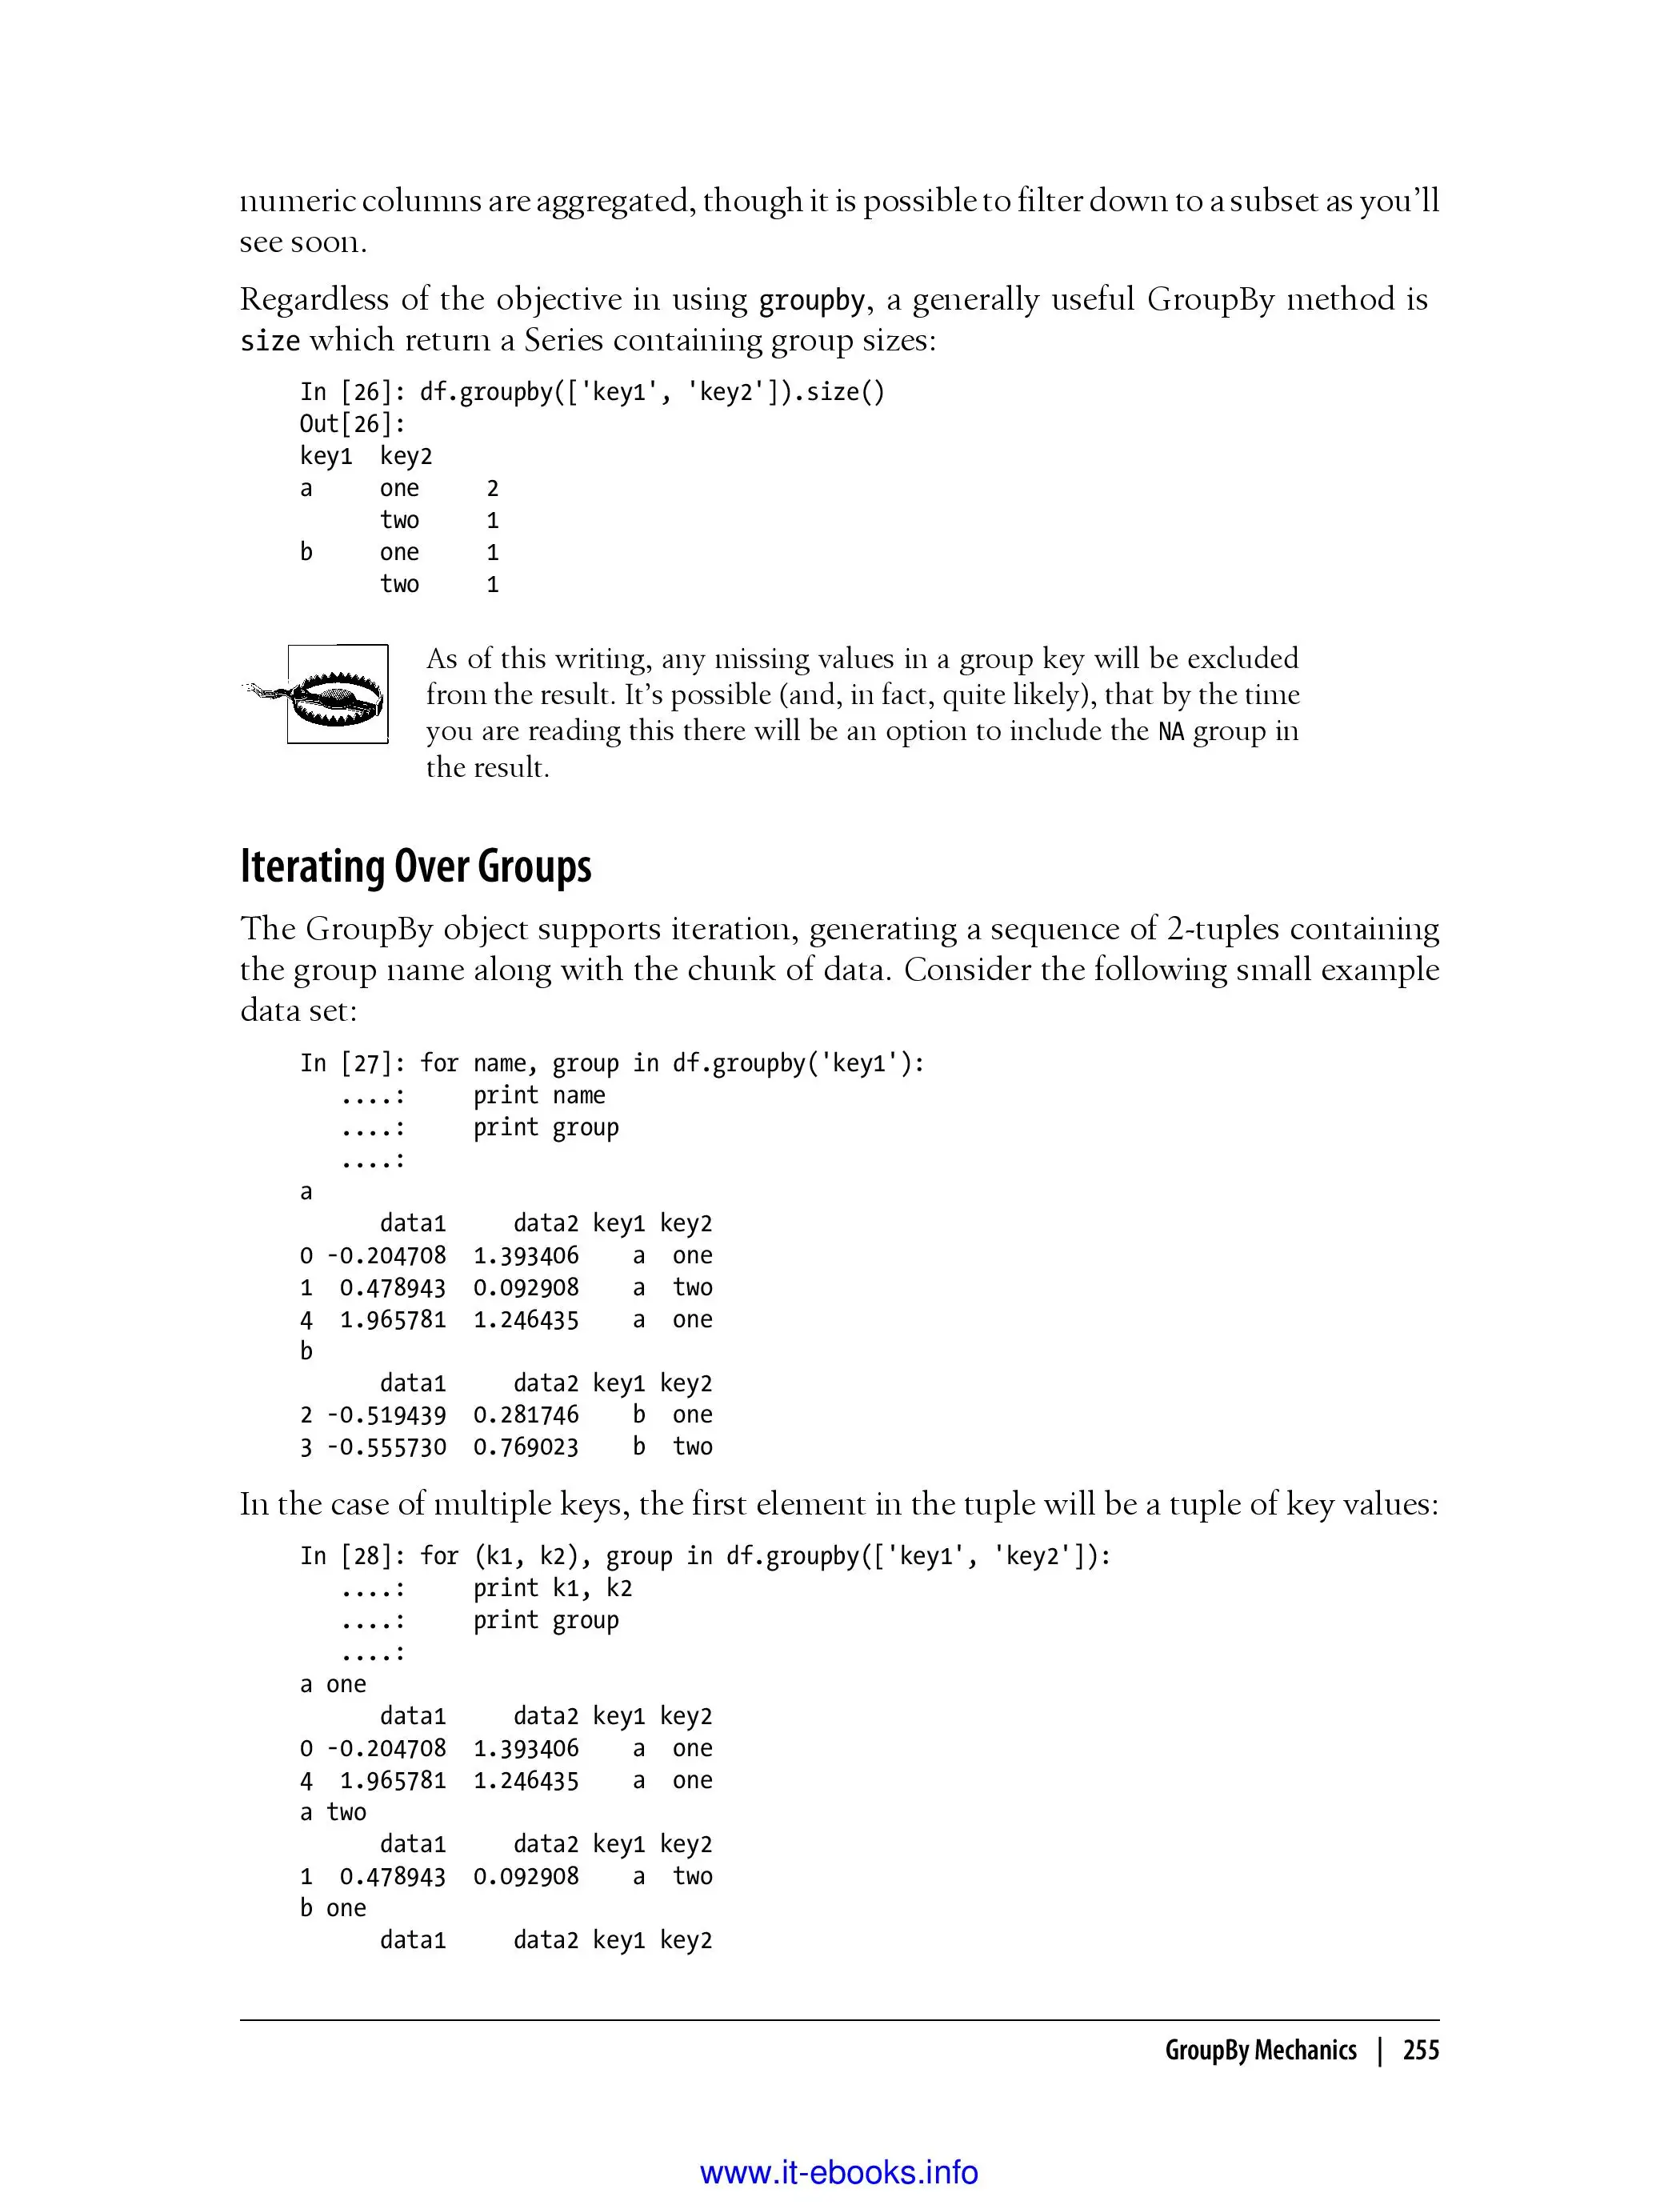 numeric columns are aggregated, though it is possible to filter down to a subset as you’ll
see soon.
Regardless of the objective in using groupby, a generally useful GroupBy method is
size which return a Series containing group sizes:
In [26]: df.groupby(['key1', 'key2']).size()
Out[26]:
key1  key2
a     one     2
      two     1
b     one     1
      two     1
As of this writing, any missing values in a group key will be excluded
from the result. It’s possible (and, in fact, quite likely), that by the time
you are reading this there will be an option to include the NA group in
the result.
Iterating Over Groups
The GroupBy object supports iteration, generating a sequence of 2-tuples containing
the group name along with the chunk of data. Consider the following small example
data set:
In [27]: for name, group in df.groupby('key1'):
   ....:     print name
   ....:     print group
   ....:
a
      data1     data2 key1 key2
0 -0.204708  1.393406    a  one
1  0.478943  0.092908    a  two
4  1.965781  1.246435    a  one
b
      data1     data2 key1 key2
2 -0.519439  0.281746    b  one
3 -0.555730  0.769023    b  two
In the case of multiple keys, the first element in the tuple will be a tuple of key values:
In [28]: for (k1, k2), group in df.groupby(['key1', 'key2']):
   ....:     print k1, k2
   ....:     print group
   ....:
a one
      data1     data2 key1 key2
0 -0.204708  1.393406    a  one
4  1.965781  1.246435    a  one
a two
      data1     data2 key1 key2
1  0.478943  0.092908    a  two
b one
      data1     data2 key1 key2
GroupBy Mechanics | 255
www.it-ebooks.info